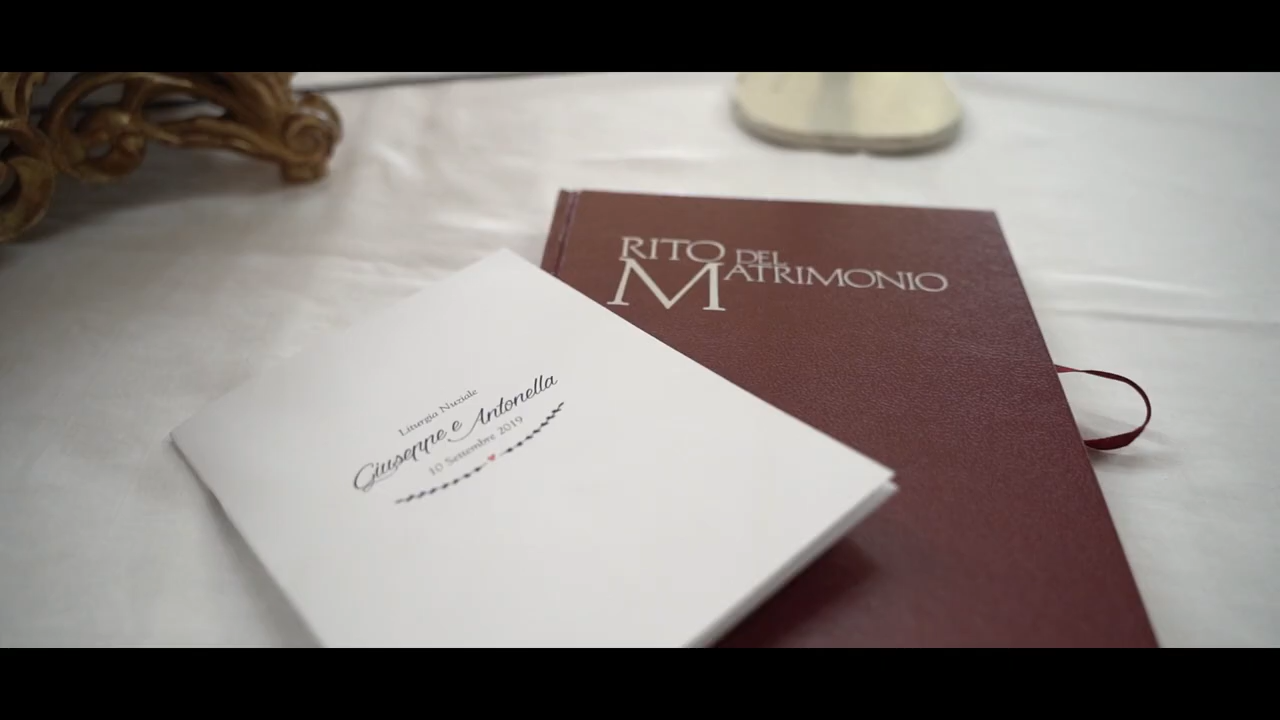 RITO DEL
MATRIMONIO
Liturgia Nuziale
Giuseppe e Antonella
10 Settembre 2019